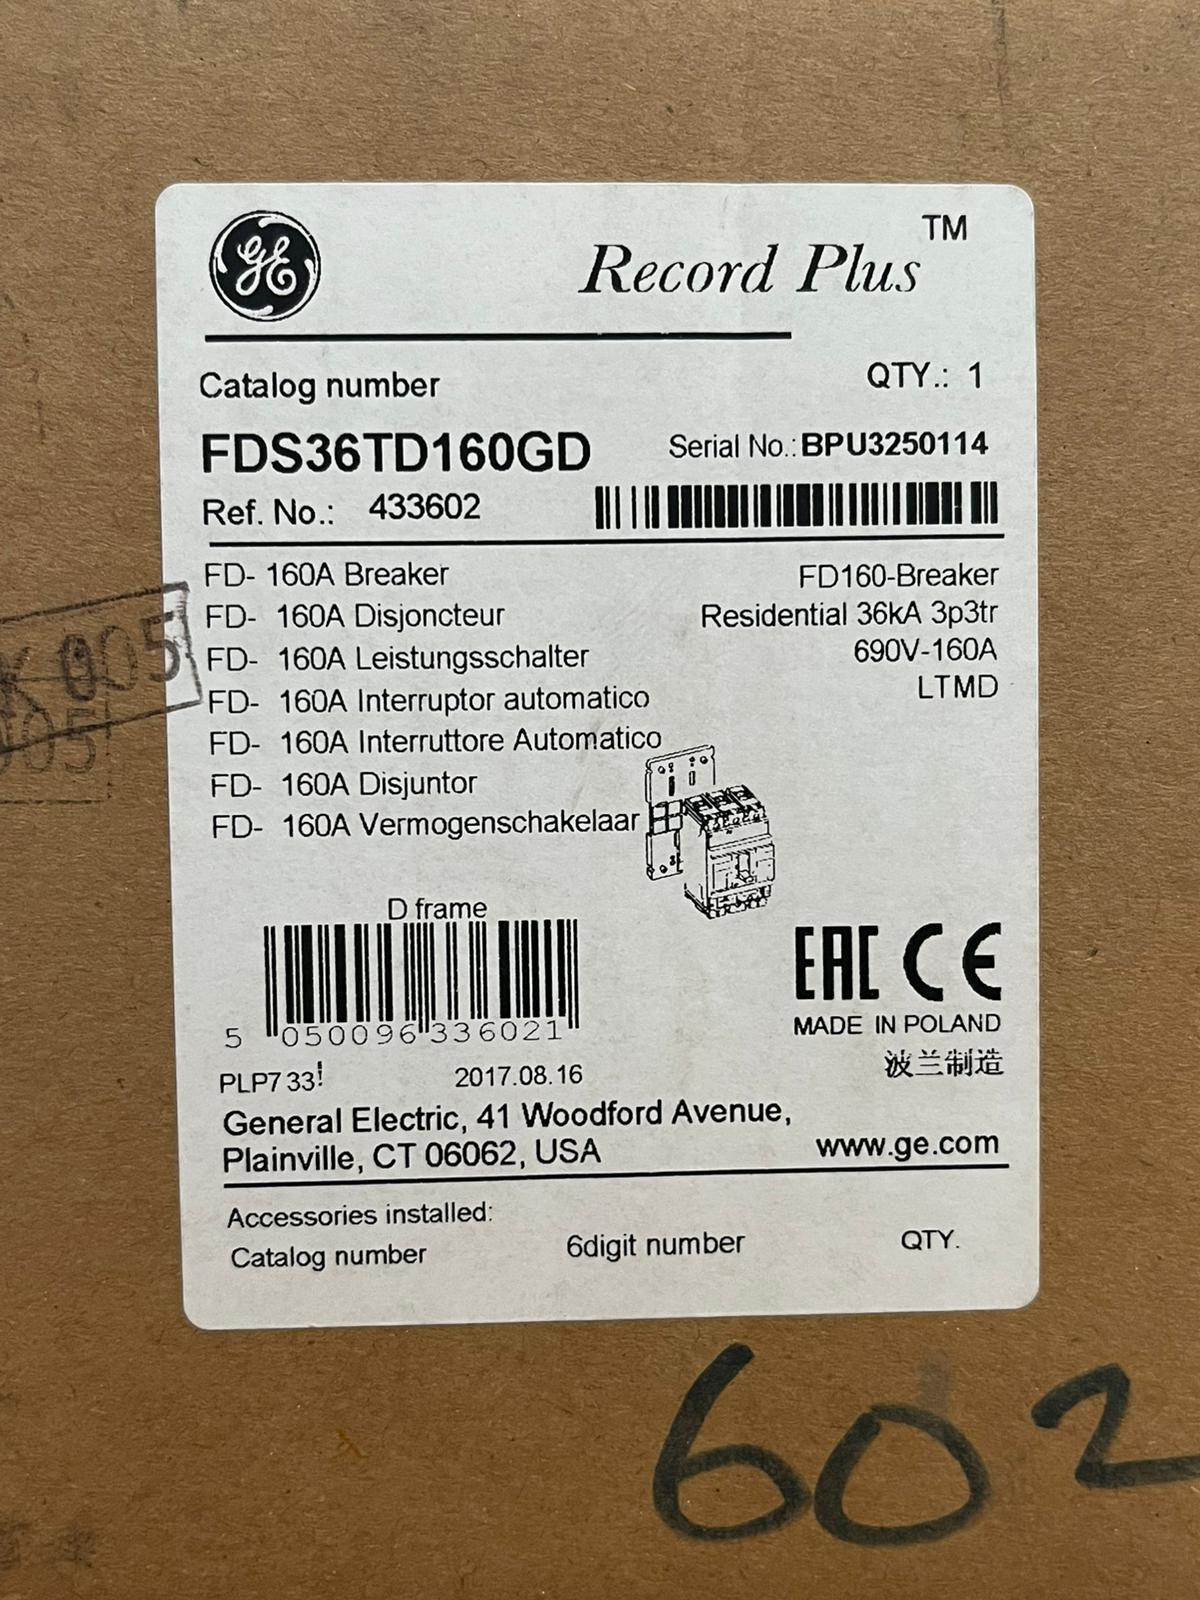 GE
Record Plus™
Catalog number
QTY.: 1
FDS36TD160GD
Serial No.: BPU3250114
Ref. No.: 433602
FD- 160A Breaker
FD- 160A Disjoncteur
FD- 160A Leistungsschalter
FD- 160A Interruptor automatico
FD- 160A Interruttore Automatico
FD- 160A Disjuntor
FD- 160A Vermogenschakelaar
FD160-Breaker
Residential 36kA 3p3tr
690V-160A
LTMD
D frame
5 050096 336021
EAC CE
MADE IN POLAND
波兰制造
PLP7 33!
2017.08.16
General Electric, 41 Woodford Avenue,
Plainville, CT 06062, USA
www.ge.com
Accessories installed:
Catalog number
6digit number
QTY.
K 005
005
602